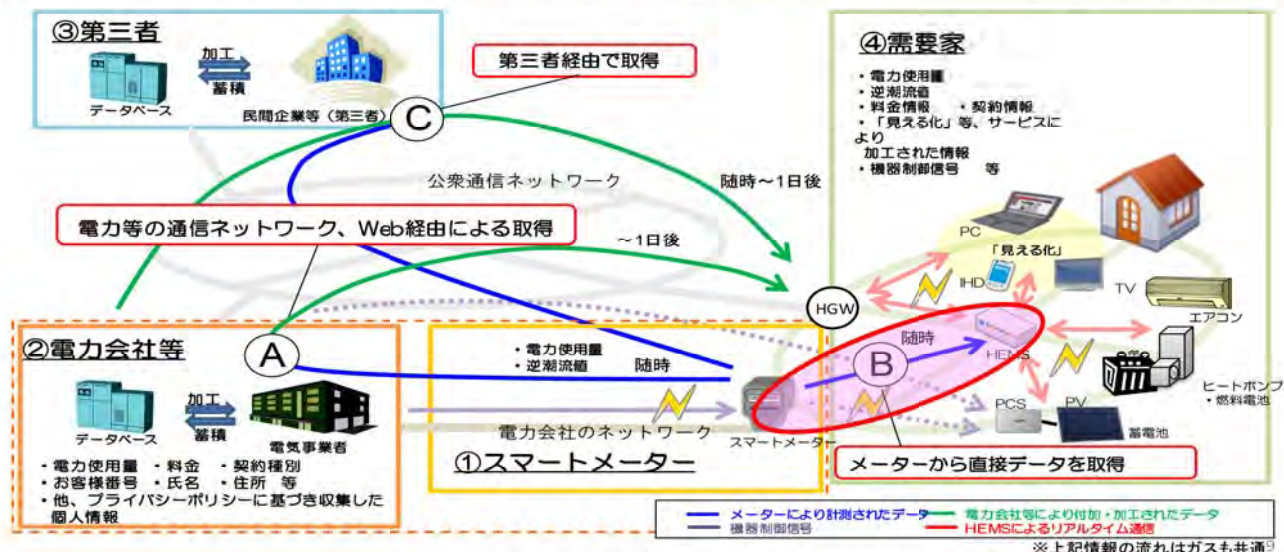 ③第三者
加工
蓄積
データベース
民間企業等（第三者）
第三者経由で取得
C
公衆通信ネットワーク
随時～1日後
電力等の通信ネットワーク、Web経由による取得
～1日後
④需要家
・電力使用量
・逆潮流値
・料金情報　・契約情報
・「見える化」等、サービスに
より
加工された情報
・機器制御信号　等
PC
「見える化」
IHD
TV
エアコン
HGW
随時
HEMS
B
ヒートポンプ
・燃料電池
PCS
PV
蓄電池
②電力会社等
A
加工
蓄積
データベース
電気事業者
・電力使用量　・料金　・契約種別
・お客様番号　・氏名　・住所　等
・他、プライバシーポリシーに基づき収集した
個人情報
・電力使用量
・逆潮流値　随時
電力会社のネットワーク
スマートメーター
①スマートメーター
メーターから直接データを取得
メーターにより計測されたデータ
電力会社等により付加・加工されたデータ
機器制御信号
HEMSによるリアルタイム通信
※上記情報の流れはガスも共通
9